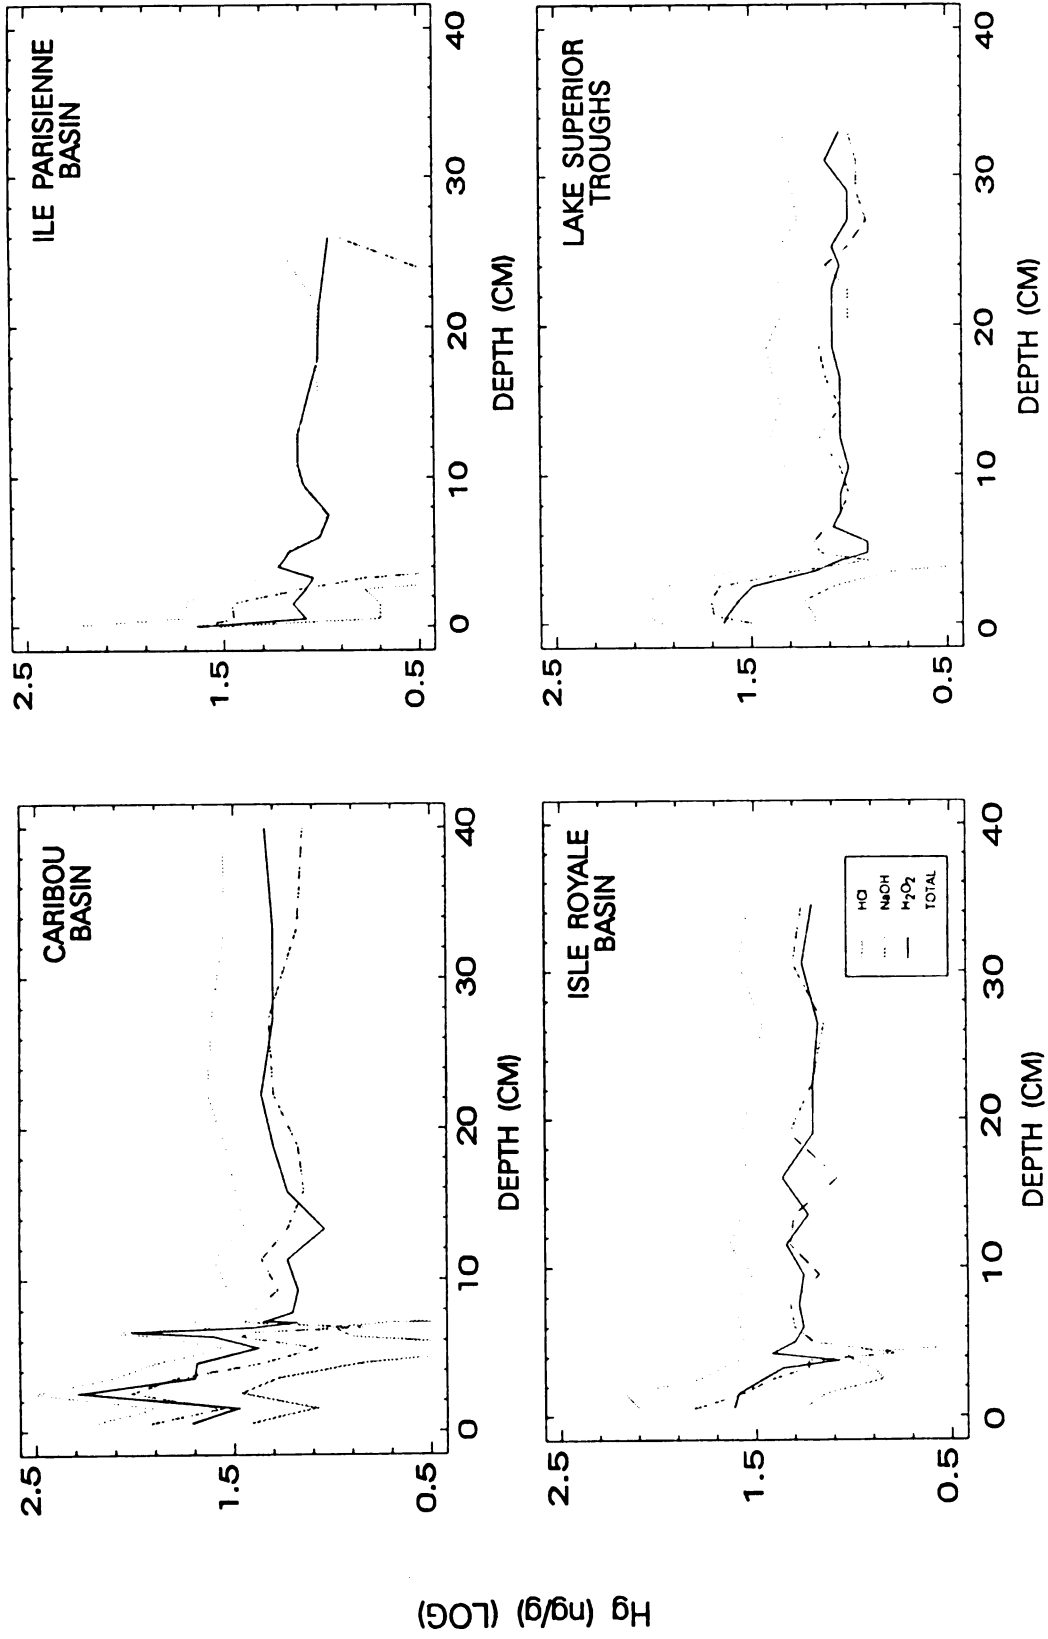 Hg (ng/g) (LOG)
CARIBOU
BASIN
2.5
1.5
0.5
0
10
20
30
40
DEPTH (CM)
ILE PARISIENNE
BASIN
2.5
1.5
0.5
0
10
20
30
40
DEPTH (CM)
ISLE ROYALE
BASIN
2.5
1.5
0.5
0
10
20
30
40
DEPTH (CM)
HCl
NaOH
H₂O₂
TOTAL
LAKE SUPERIOR
TROUGHS
2.5
1.5
0.5
0
10
20
30
40
DEPTH (CM)